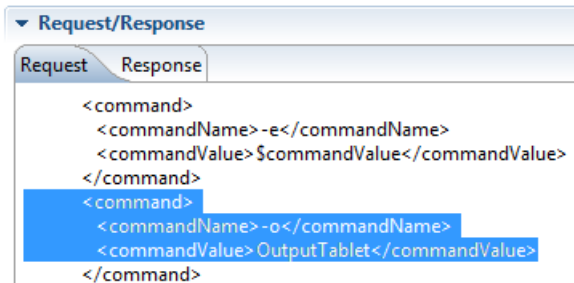 Request/Response
Request Response
<command>
<commandName>-e</commandName>
<commandValue>$commandValue</commandValue>
</command>
<command>
<commandName>-o</commandName>
<commandValue>OutputTablet</commandValue>
</command>